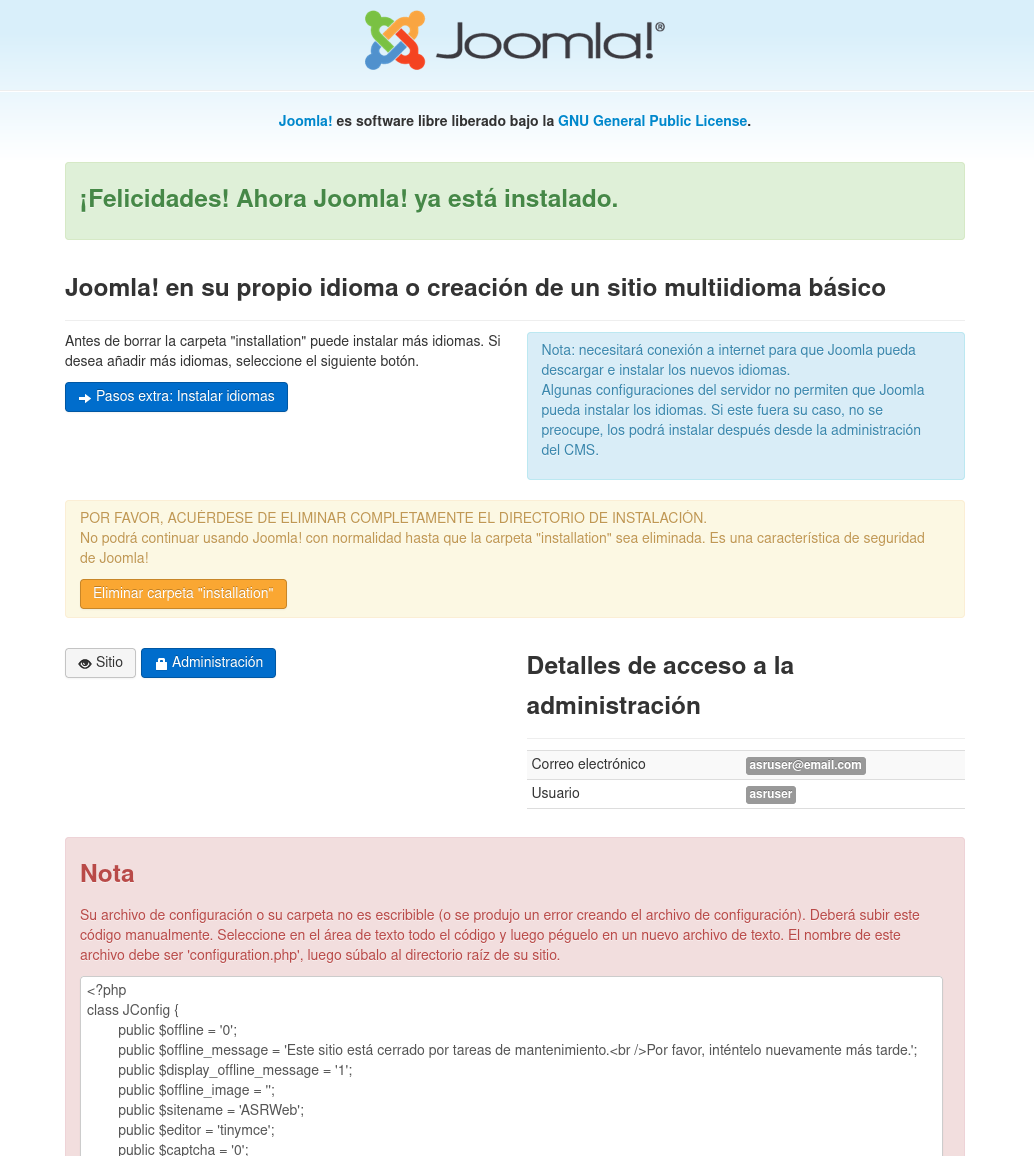 Joomla!®
Joomla! es software libre liberado bajo la GNU General Public License.
¡Felicidades! Ahora Joomla! ya está instalado.
Joomla! en su propio idioma o creación de un sitio multiidioma básico
Antes de borrar la carpeta "installation" puede instalar más idiomas. Si
desea añadir más idiomas, seleccione el siguiente botón.
Pasos extra: Instalar idiomas
Nota: necesitará conexión a internet para que Joomla pueda
descargar e instalar los nuevos idiomas.
Algunas configuraciones del servidor no permiten que Joomla
pueda instalar los idiomas. Si este fuera su caso, no se
preocupe, los podrá instalar después desde la administración
del CMS.
POR FAVOR, ACUÉRDESE DE ELIMINAR COMPLETAMENTE EL DIRECTORIO DE INSTALACIÓN.
No podrá continuar usando Joomla! con normalidad hasta que la carpeta "installation" sea eliminada. Es una característica de seguridad
de Joomla!
Eliminar carpeta "installation"
Sitio
Administración
Detalles de acceso a la
administración
Correo electrónico asruser@email.com
Usuario asruser
Nota
Su archivo de configuración o su carpeta no es escribible (o se produjo un error creando el archivo de configuración). Deberá subir este
código manualmente. Seleccione en el área de texto todo el código y luego péguelo en un nuevo archivo de texto. El nombre de este
archivo debe ser 'configuration.php', luego súbalo al directorio raíz de su sitio.
<?php
class JConfig {
public $offline = '0';
public $offline_message = 'Este sitio está cerrado por tareas de mantenimiento.<br />Por favor, inténtelo nuevamente más tarde.';
public $display_offline_message = '1';
public $offline_image = '';
public $sitename = 'ASRWeb';
public $editor = 'tinymce';
public $captcha = '0';